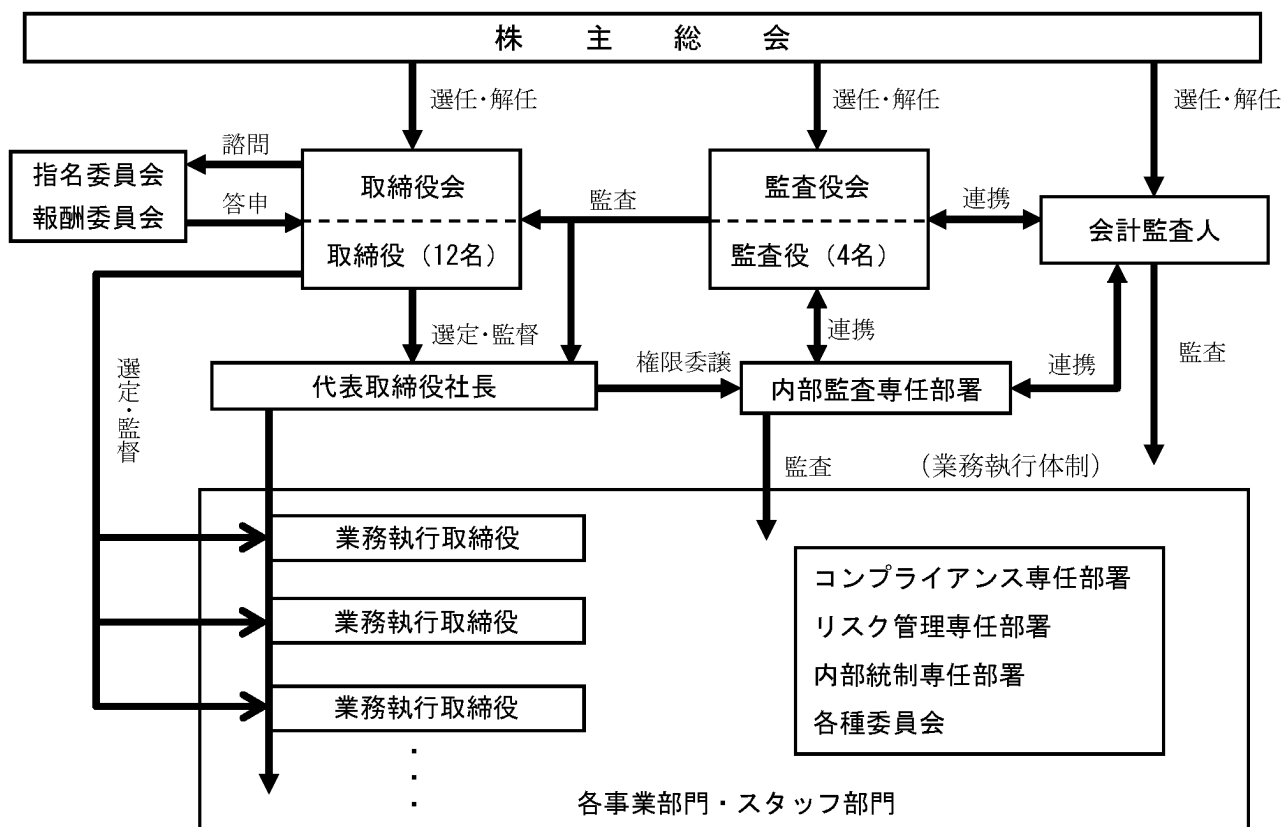 株主総会
選任・解任
選任・解任
選任・解任
諮問
指名委員会
報酬委員会
答申
取締役会
取締役（12名）
監査
監査役会
監査役（4名）
連携
会計監査人
選定・監督
選定・監督
連携
連携
監査
代表取締役社長
権限委譲
内部監査専任部署
監査
（業務執行体制）
業務執行取締役
業務執行取締役
業務執行取締役
・
・
・
コンプライアンス専任部署
リスク管理専任部署
内部統制専任部署
各種委員会
各事業部門・スタッフ部門